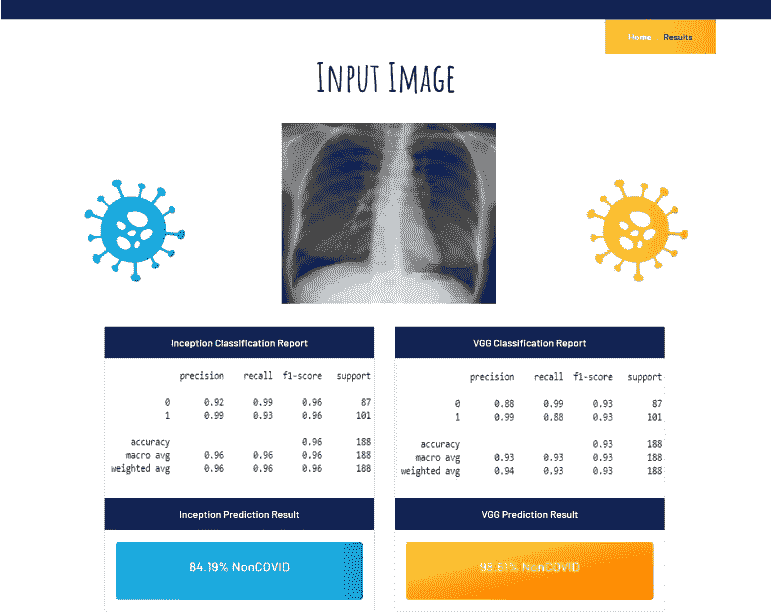 Home Results
Input Image
Inception Classification Report
precision recall f1-score support
0 0.92 0.99 0.96 87
1 0.99 0.93 0.96 101
accuracy 0.96 188
macro avg 0.96 0.96 0.96 188
weighted avg 0.96 0.96 0.96 188
Inception Prediction Result
84.19% NonCOVID
VGG Classification Report
precision recall f1-score support
0 0.88 0.99 0.93 87
1 0.99 0.88 0.93 101
accuracy 0.93 188
macro avg 0.93 0.93 0.93 188
weighted avg 0.94 0.93 0.93 188
VGG Prediction Result
NonCOVID